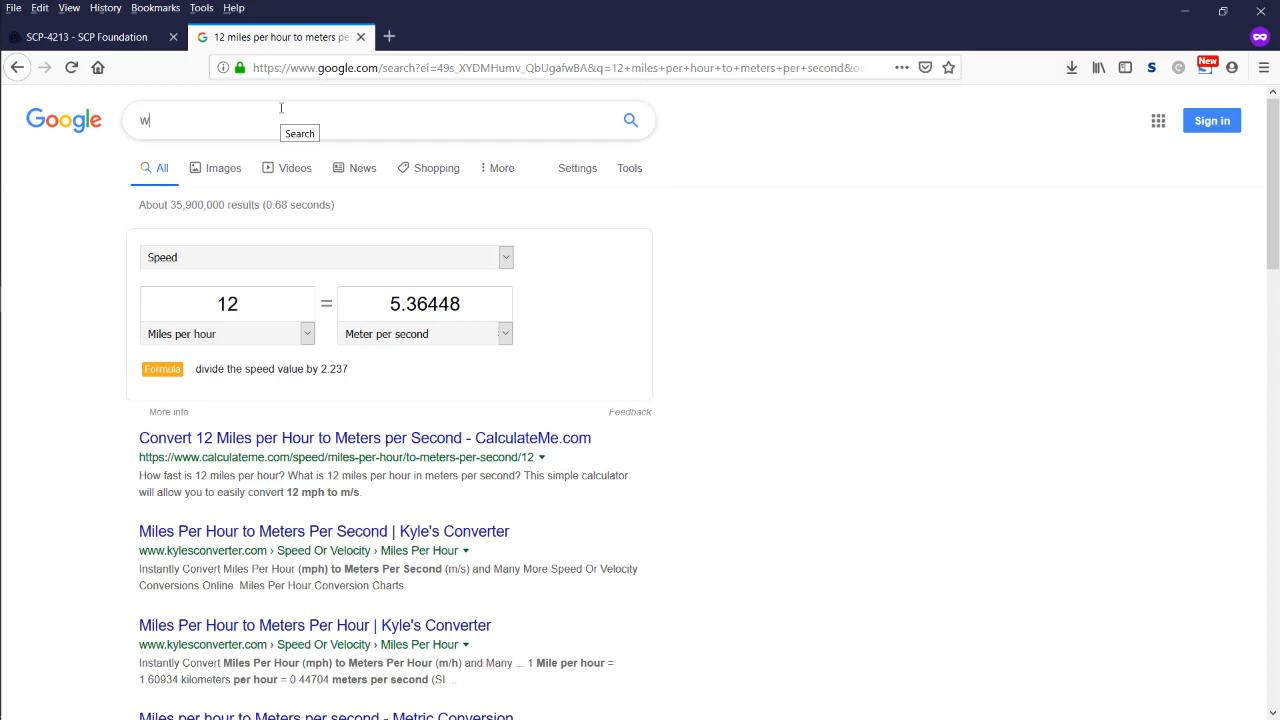 File Edit View History Bookmarks Tools Help
SCP-4213 - SCP Foundation
12 miles per hour to meters per
https://www.google.com/search?ei=49s_XYDMHumv_QbUgafwBA&q=12+miles+per+hour+to+meters+per+second&
S
New
Google
W
Search
Sign in
All Images Videos News Shopping More Settings Tools
About 35,900,000 results (0.68 seconds)
Speed
12 = 5.36448
Miles per hour Meter per second
Formula divide the speed value by 2.237
More info Feedback
Convert 12 Miles per Hour to Meters per Second - CalculateMe.com
https://www.calculateme.com/speed/miles-per-hour/to-meters-per-second/12
How fast is 12 miles per hour? What is 12 miles per hour in meters per second? This simple calculator
will allow you to easily convert 12 mph to m/s.
Miles Per Hour to Meters Per Second | Kyle's Converter
www.kylesconverter.com › Speed Or Velocity › Miles Per Hour
Instantly Convert Miles Per Hour (mph) to Meters Per Second (m/s) and Many More Speed Or Velocity
Conversions Online. Miles Per Hour Conversion Charts.
Miles Per Hour to Meters Per Hour | Kyle's Converter
www.kylesconverter.com › Speed Or Velocity › Miles Per Hour
Instantly Convert Miles Per Hour (mph) to Meters Per Hour (m/h) and Many ... 1 Mile per hour =
1.60934 kilometers per hour = 0.44704 meters per second (SI ...
Miles per hour to Meters per second - Metric Conversion